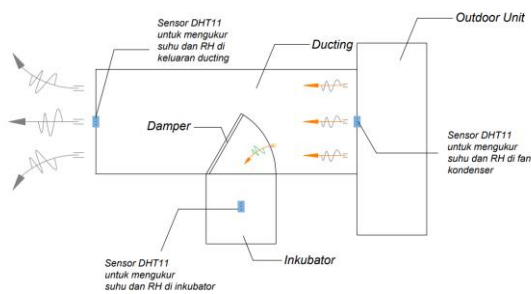 Sensor DHT11
untuk mengukur
suhu dan RH di
keluaran ducting
Ducting
Outdoor Unit
Damper
Sensor DHT11
untuk mengukur
suhu dan RH di fan
kondenser
Sensor DHT11
untuk mengukur
suhu dan RH di inkubator
Inkubator